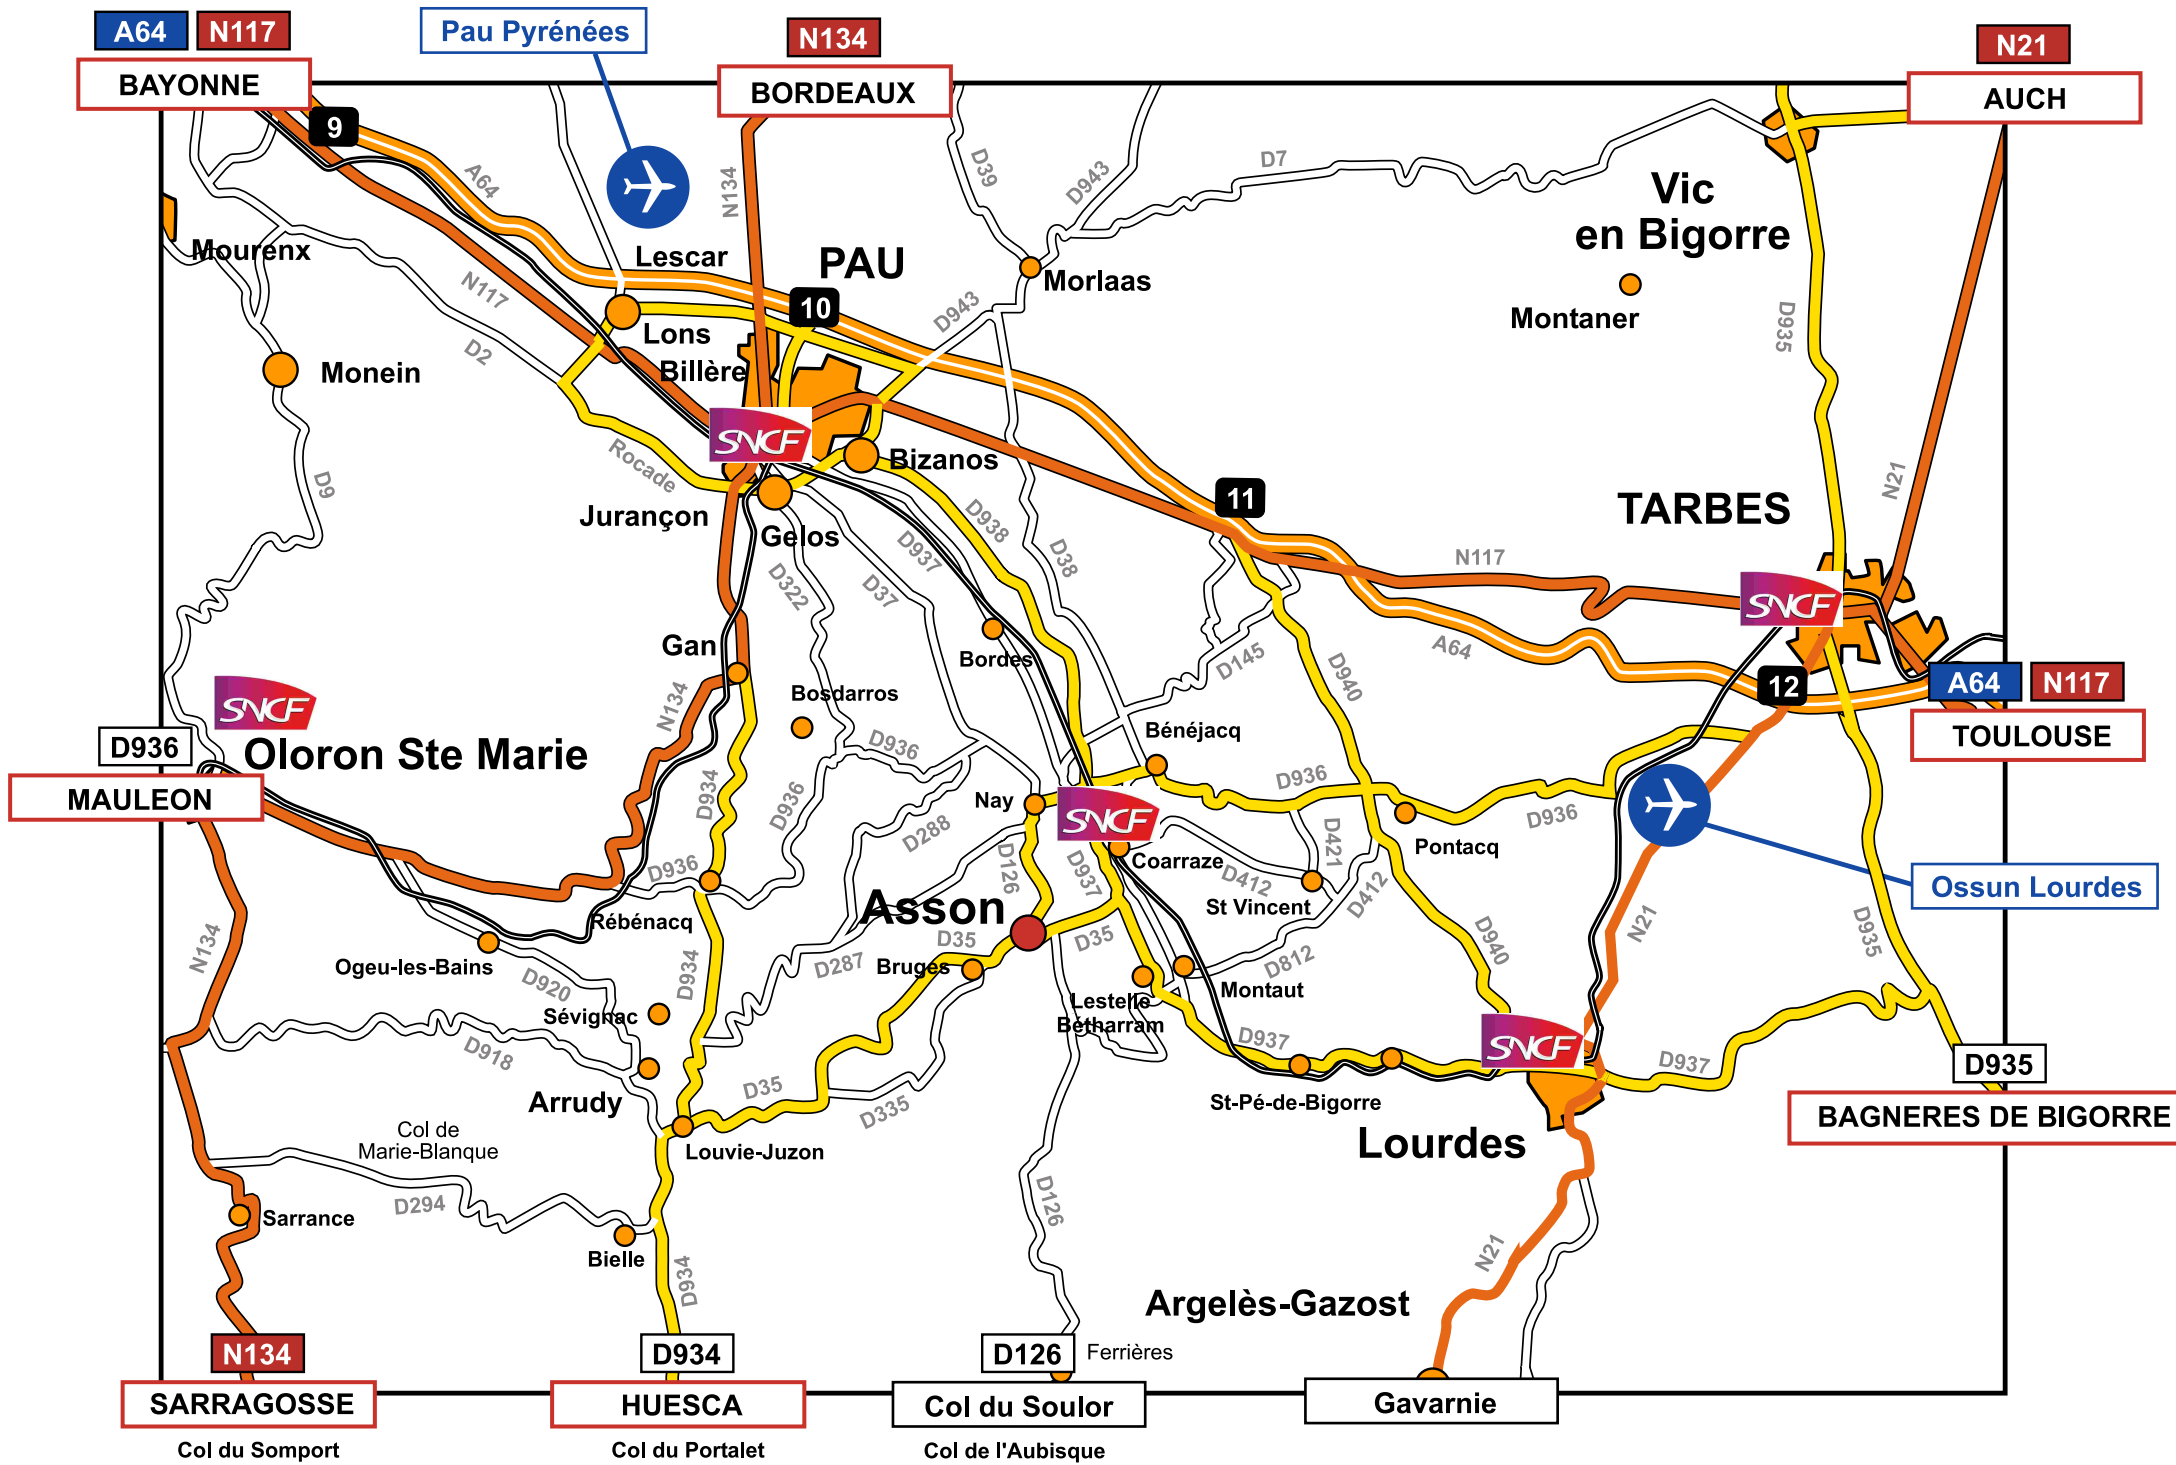 A64 N117
Pau Pyrénées
N134
N21
BAYONNE
BORDEAUX
AUCH
9
A64
N134
D39
D943
D7
Vic
en Bigorre
Mourenx
Lescar
PAU
Morlaas
N117
10
Montaner
D943
D935
Lons
D2
Billère
Monein
SNCF
Rocade
Bizanos
D9
Jurançon
Gelos
D938
D937
D38
11
TARBES
N21
N117
D322
D37
SNCF
Gan
Bordes
D145
A64
D940
N134
Bosdarros
SNCF
12
A64 N117
D936
Oloron Ste Marie
D936
Bénéjacq
TOULOUSE
MAULEON
D934
D936
Nay
SNCF
D936
D936
D288
D421
Pontacq
Coarraze
D936
D126
D937
D412
D412
St Vincent
Ossun Lourdes
Rébénacq
Asson
N134
D35
D35
N21
D935
Ogeu-les-Bains
D920
D934
D287
Bruges
D812
D940
Sévignac
Lestelle
Bétharram
Montaut
D918
D937
SNCF
D937
D935
Arrudy
D35
D335
St-Pé-de-Bigorre
BAGNERES DE BIGORRE
Col de
Marie-Blanque
Louvie-Juzon
Lourdes
D294
Sarrance
D126
Bielle
D934
N21
Argelès-Gazost
N134
D934
D126
Ferrières
SARRAGOSSE
HUESCA
Col du Soulor
Gavarnie
Col du Somport
Col du Portalet
Col de l'Aubisque